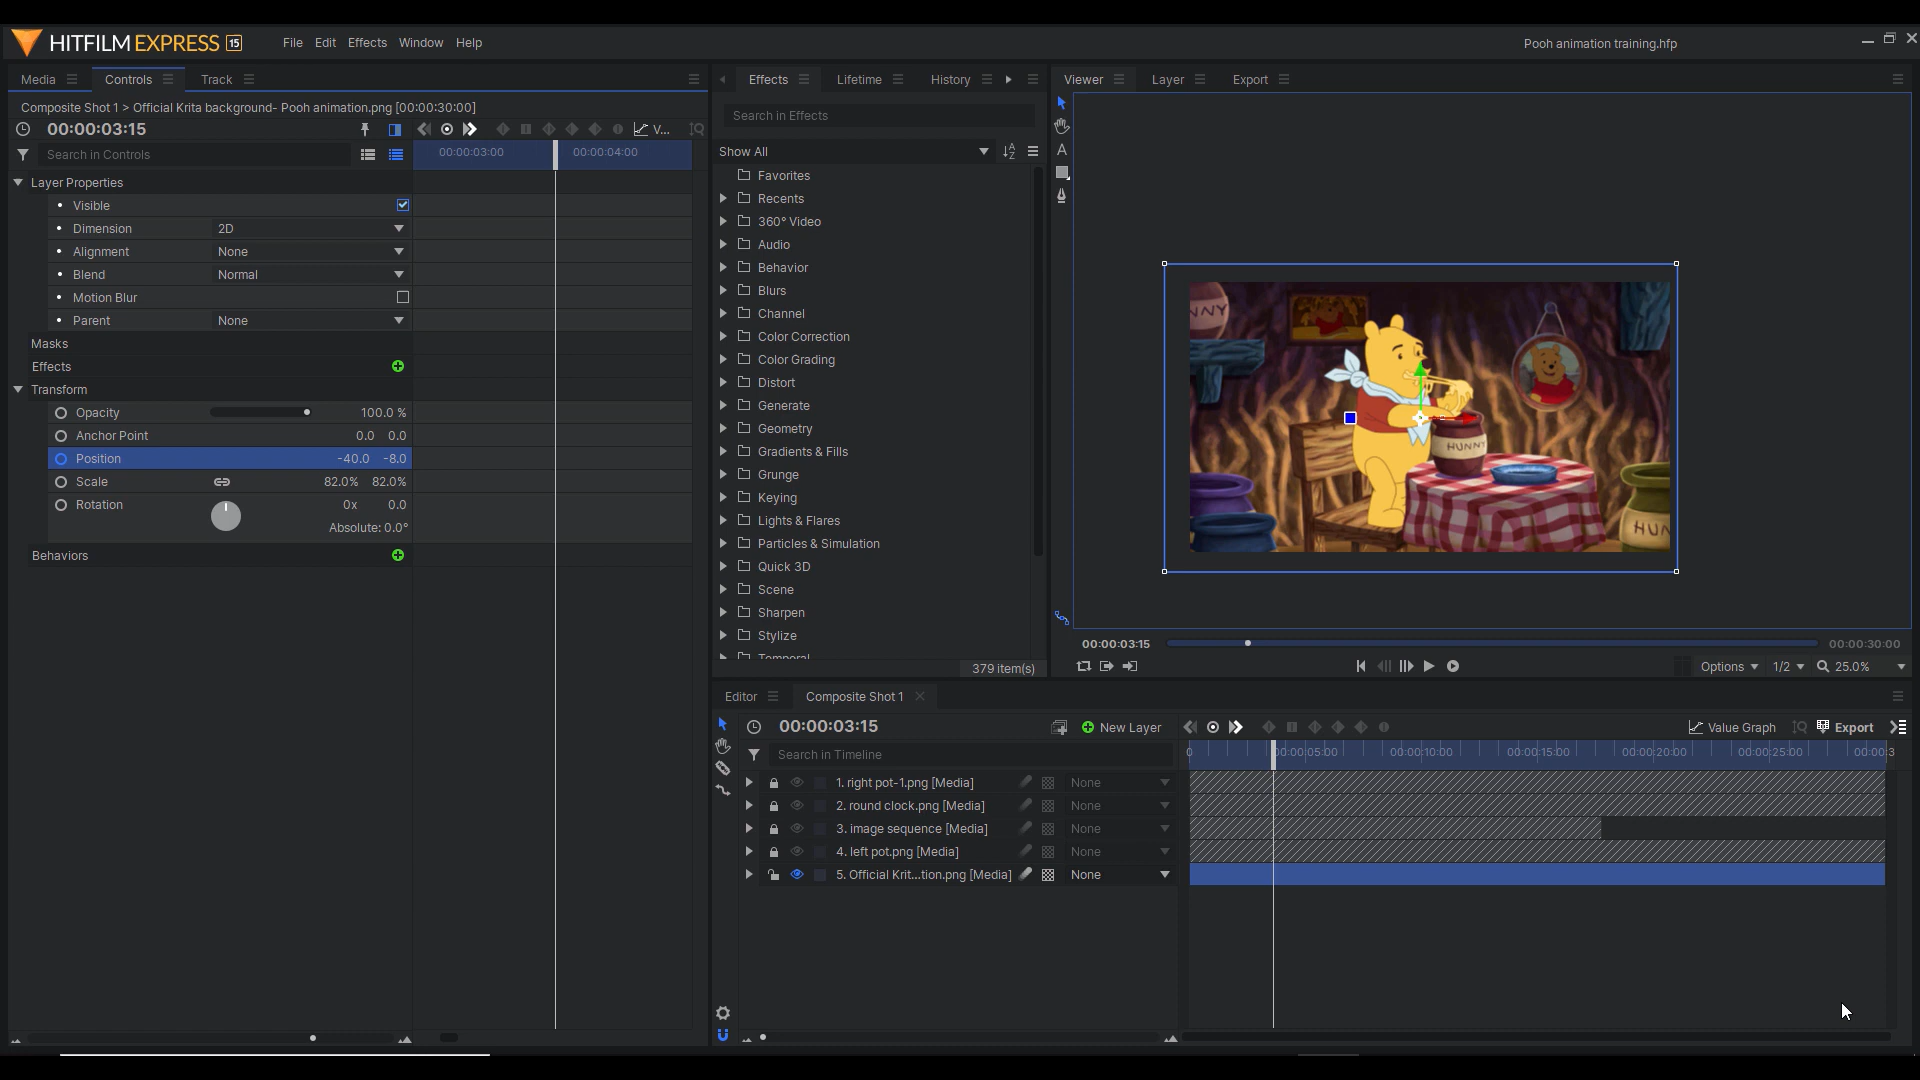 HITFILM EXPRESS 15
File Edit Effects Window Help
Pooh animation training.hfp
Media Controls Track
Composite Shot 1 > Official Krita background- Pooh animation.png [00:00:30:00]
00:00:03:15
V...
Search in Controls
00:00:03:00 00:00:04:00
Layer Properties
Visible
Dimension 2D
Alignment None
Blend Normal
Motion Blur
Parent None
Masks
Effects
Transform
Opacity 100.0 %
Anchor Point 0.0 0.0
Position -40.0 -8.0
Scale 82.0% 82.0%
Rotation 0x 0.0
Absolute: 0.0°
Behaviors
Effects Lifetime History
Search in Effects
Show All
Favorites
Recents
360° Video
Audio
Behavior
Blurs
Channel
Color Correction
Color Grading
Distort
Generate
Geometry
Gradients & Fills
Grunge
Keying
Lights & Flares
Particles & Simulation
Quick 3D
Scene
Sharpen
Stylize
Temporal
379 item(s)
Viewer Layer Export
A
NNY
HUNNY
HUN
00:00:03:15 00:00:30:00
Options 1/2 25.0%
Editor Composite Shot 1
00:00:03:15
New Layer
Value Graph
Export
Search in Timeline
0 00:00:05:00 00:00:10:00 00:00:15:00 00:00:20:00 00:00:25:00 00:00:3
1. right pot-1.png [Media] None
2. round clock.png [Media] None
3. image sequence [Media] None
4. left pot.png [Media] None
5. Official Krit...tion.png [Media] None